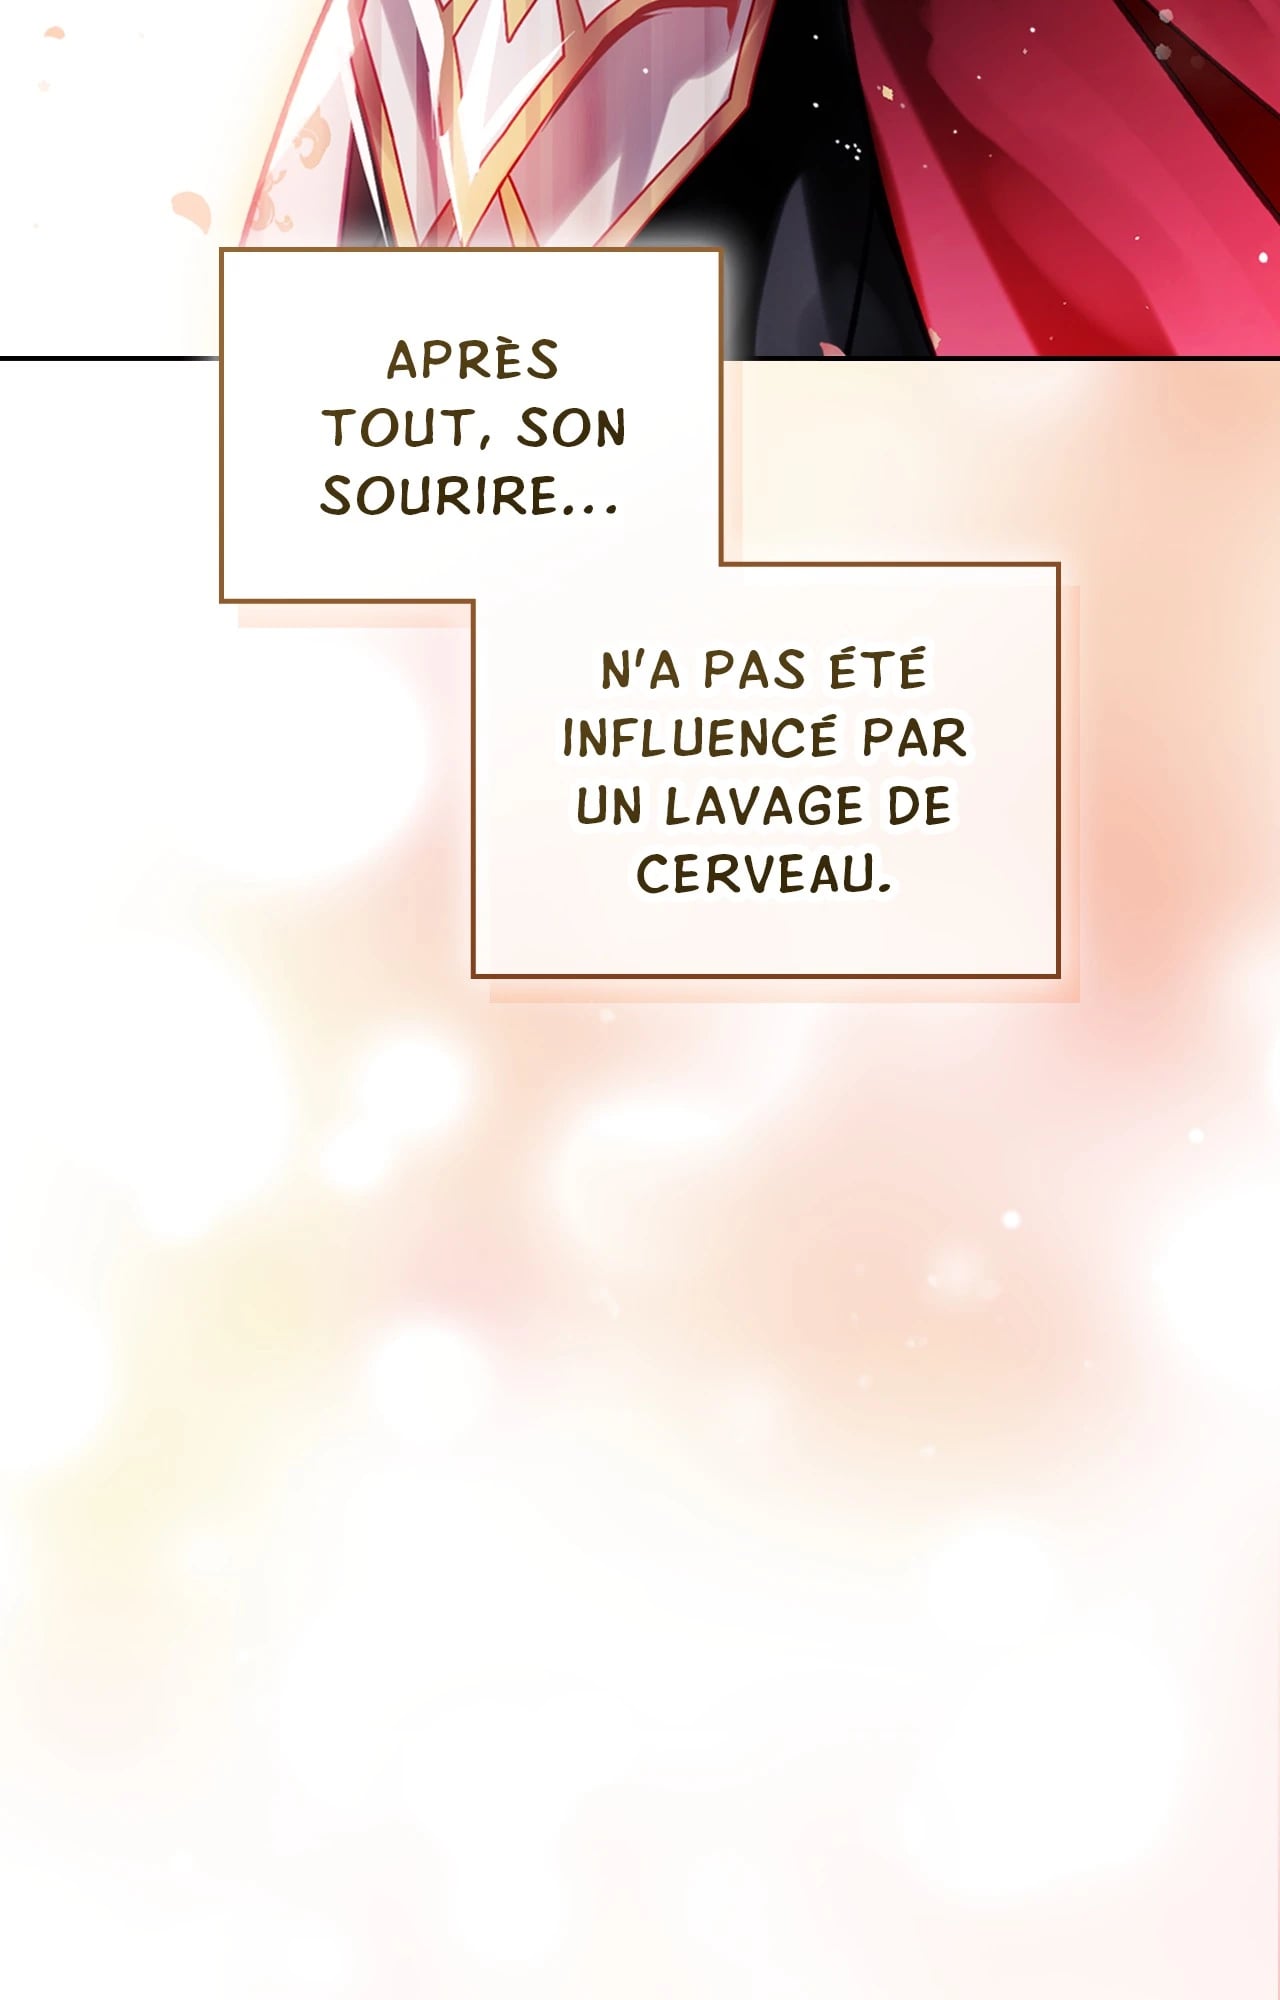 APRÈS
TOUT, SON
SOURIRE...
N'A PAS ÉTÉ
INFLUENCÉ PAR
UN LAVAGE DE
CERVEAU.